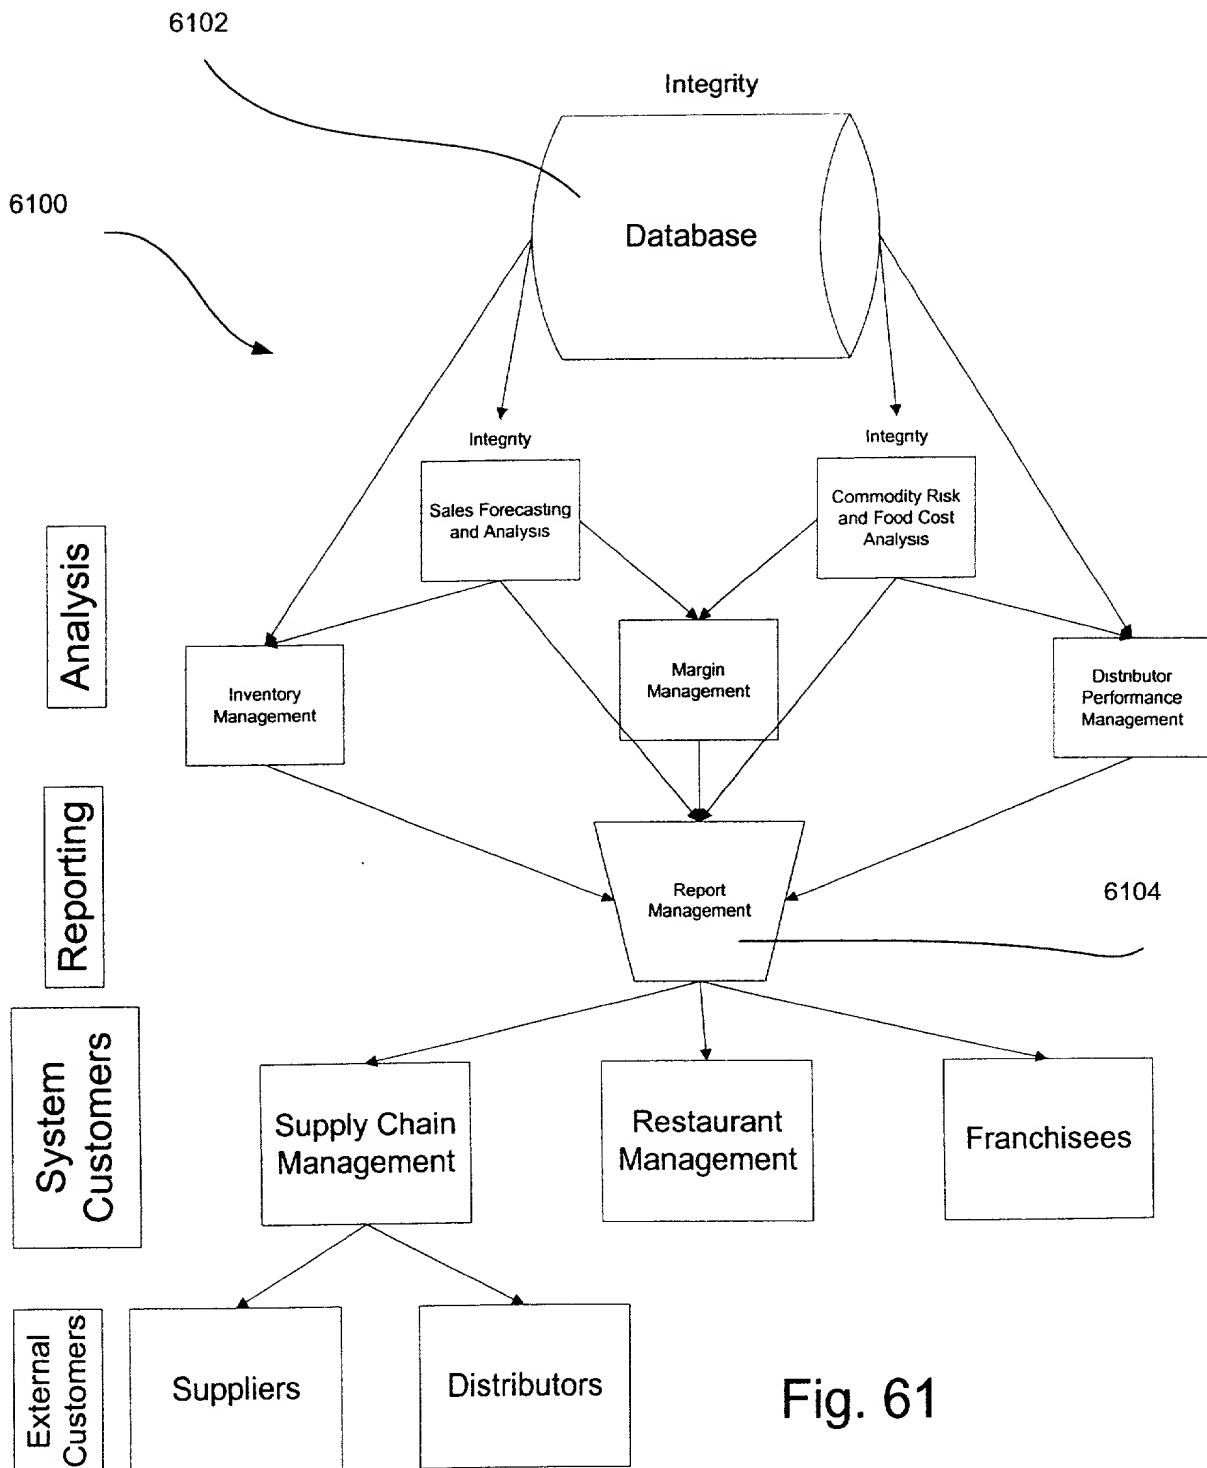 6102
Integrity
6100
Database
Integrity
Integrity
Sales Forecasting
and Analysis
Commodity Risk
and Food Cost
Analysis
Analysis
Inventory
Management
Margin
Management
Distributor
Performance
Management
Reporting
Report
Management
6104
System
Customers
Supply Chain
Management
Restaurant
Management
Franchisees
External
Customers
Suppliers
Distributors
Fig. 61